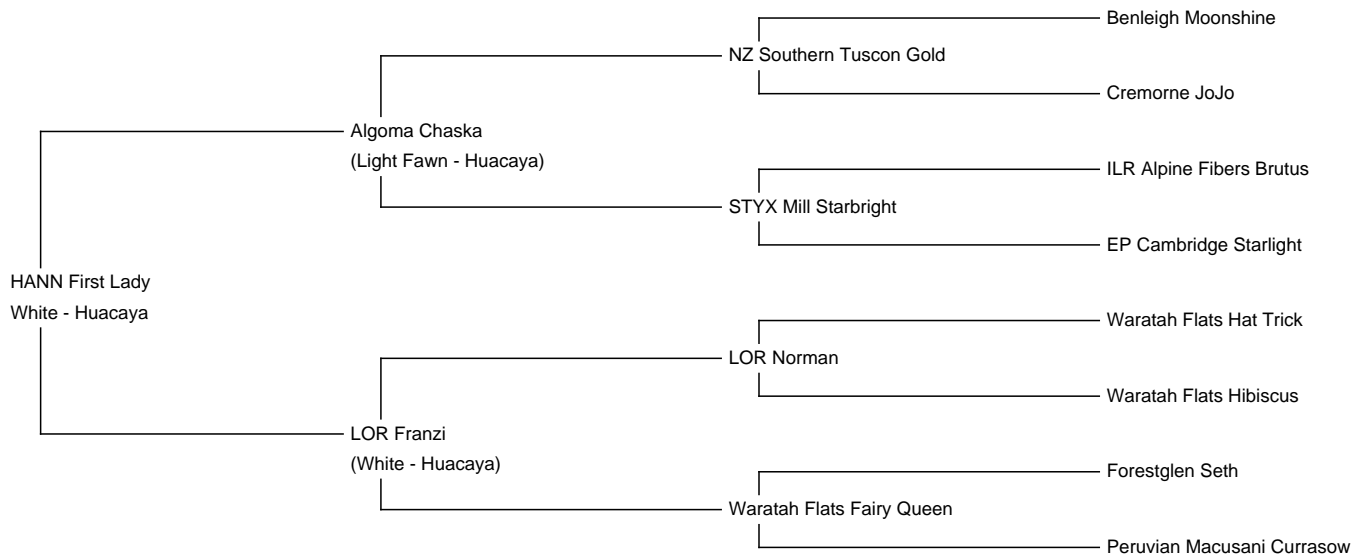 Benleigh Moonshine
NZ Southern Tuscon Gold
Cremorne JoJo
Algoma Chaska
(Light Fawn - Huacaya)
ILR Alpine Fibers Brutus
STYX Mill Starbright
EP Cambridge Starlight
HANN First Lady
White - Huacaya
Waratah Flats Hat Trick
LOR Norman
Waratah Flats Hibiscus
LOR Franzi
(White - Huacaya)
Forestglen Seth
Waratah Flats Fairy Queen
Peruvian Macusani Currasow